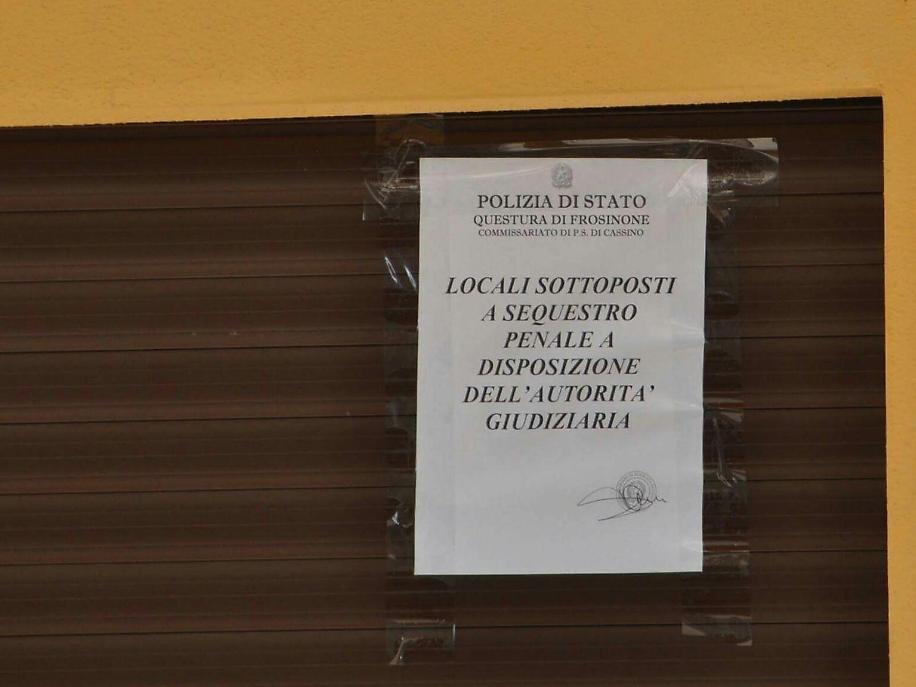 POLIZIA DI STATO
QUESTURA DI FROSINONE
COMMISSARIATO DI P.S. DI CASSINO
LOCALI SOTTOPOSTI
A SEQUESTRO
PENALE A
DISPOSIZIONE
DELL'AUTORITA'
GIUDIZIARIA